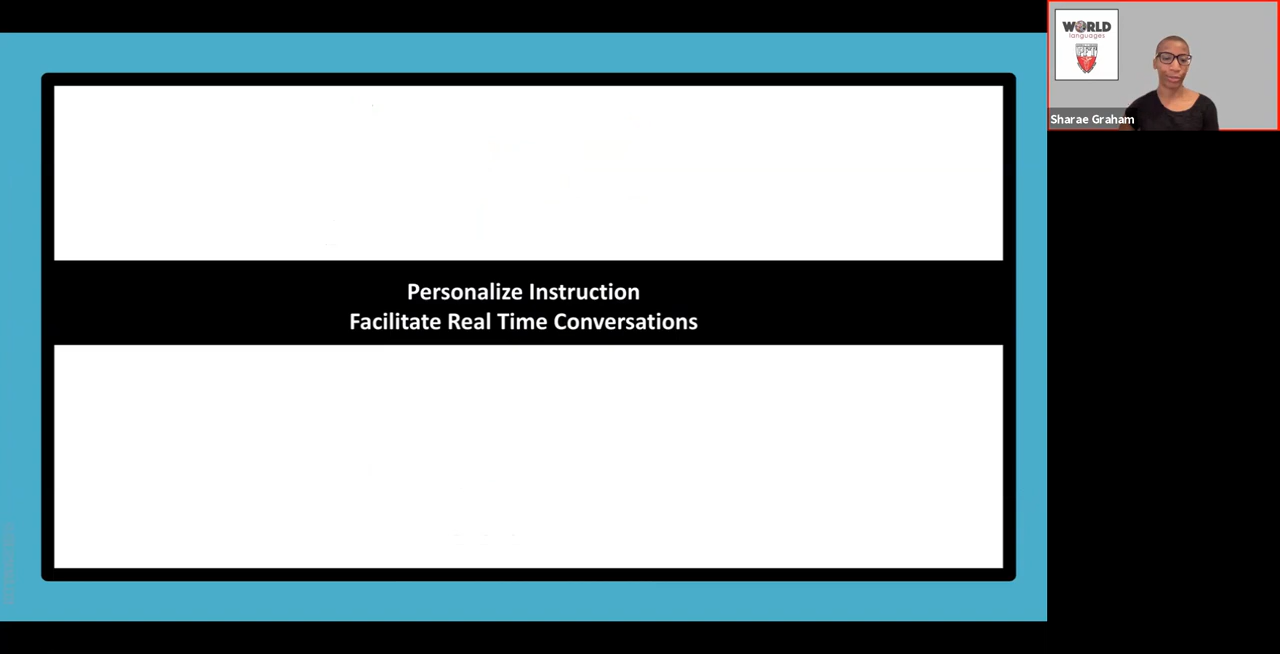 Personalize Instruction
Facilitate Real Time Conversations
WORLD
languages
Sharae Graham